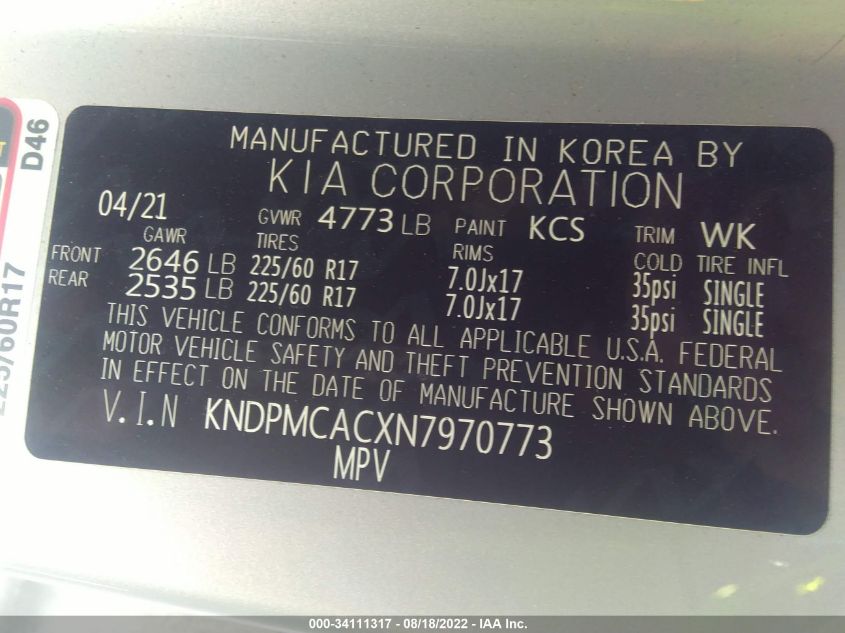 MANUFACTURED IN KOREA BY
KIA CORPORATION
04/21 GVWR 4773 LB PAINT KCS TRIM WK
GAWR TIRES RIMS COLD TIRE INFL
FRONT 2646 LB 225/60 R17 7.0Jx17 35psi SINGLE
REAR 2535 LB 225/60 R17 7.0Jx17 35psi SINGLE
THIS VEHICLE CONFORMS TO ALL APPLICABLE U.S.A. FEDERAL
MOTOR VEHICLE SAFETY AND THEFT PREVENTION STANDARDS
IN EFFECT ON THE DATE OF MANUFACTURE SHOWN ABOVE.
V.I.N KNDPMCACXN7970773
MPV
D46
225/60R17
000-34111317 - 08/18/2022 - IAA Inc.